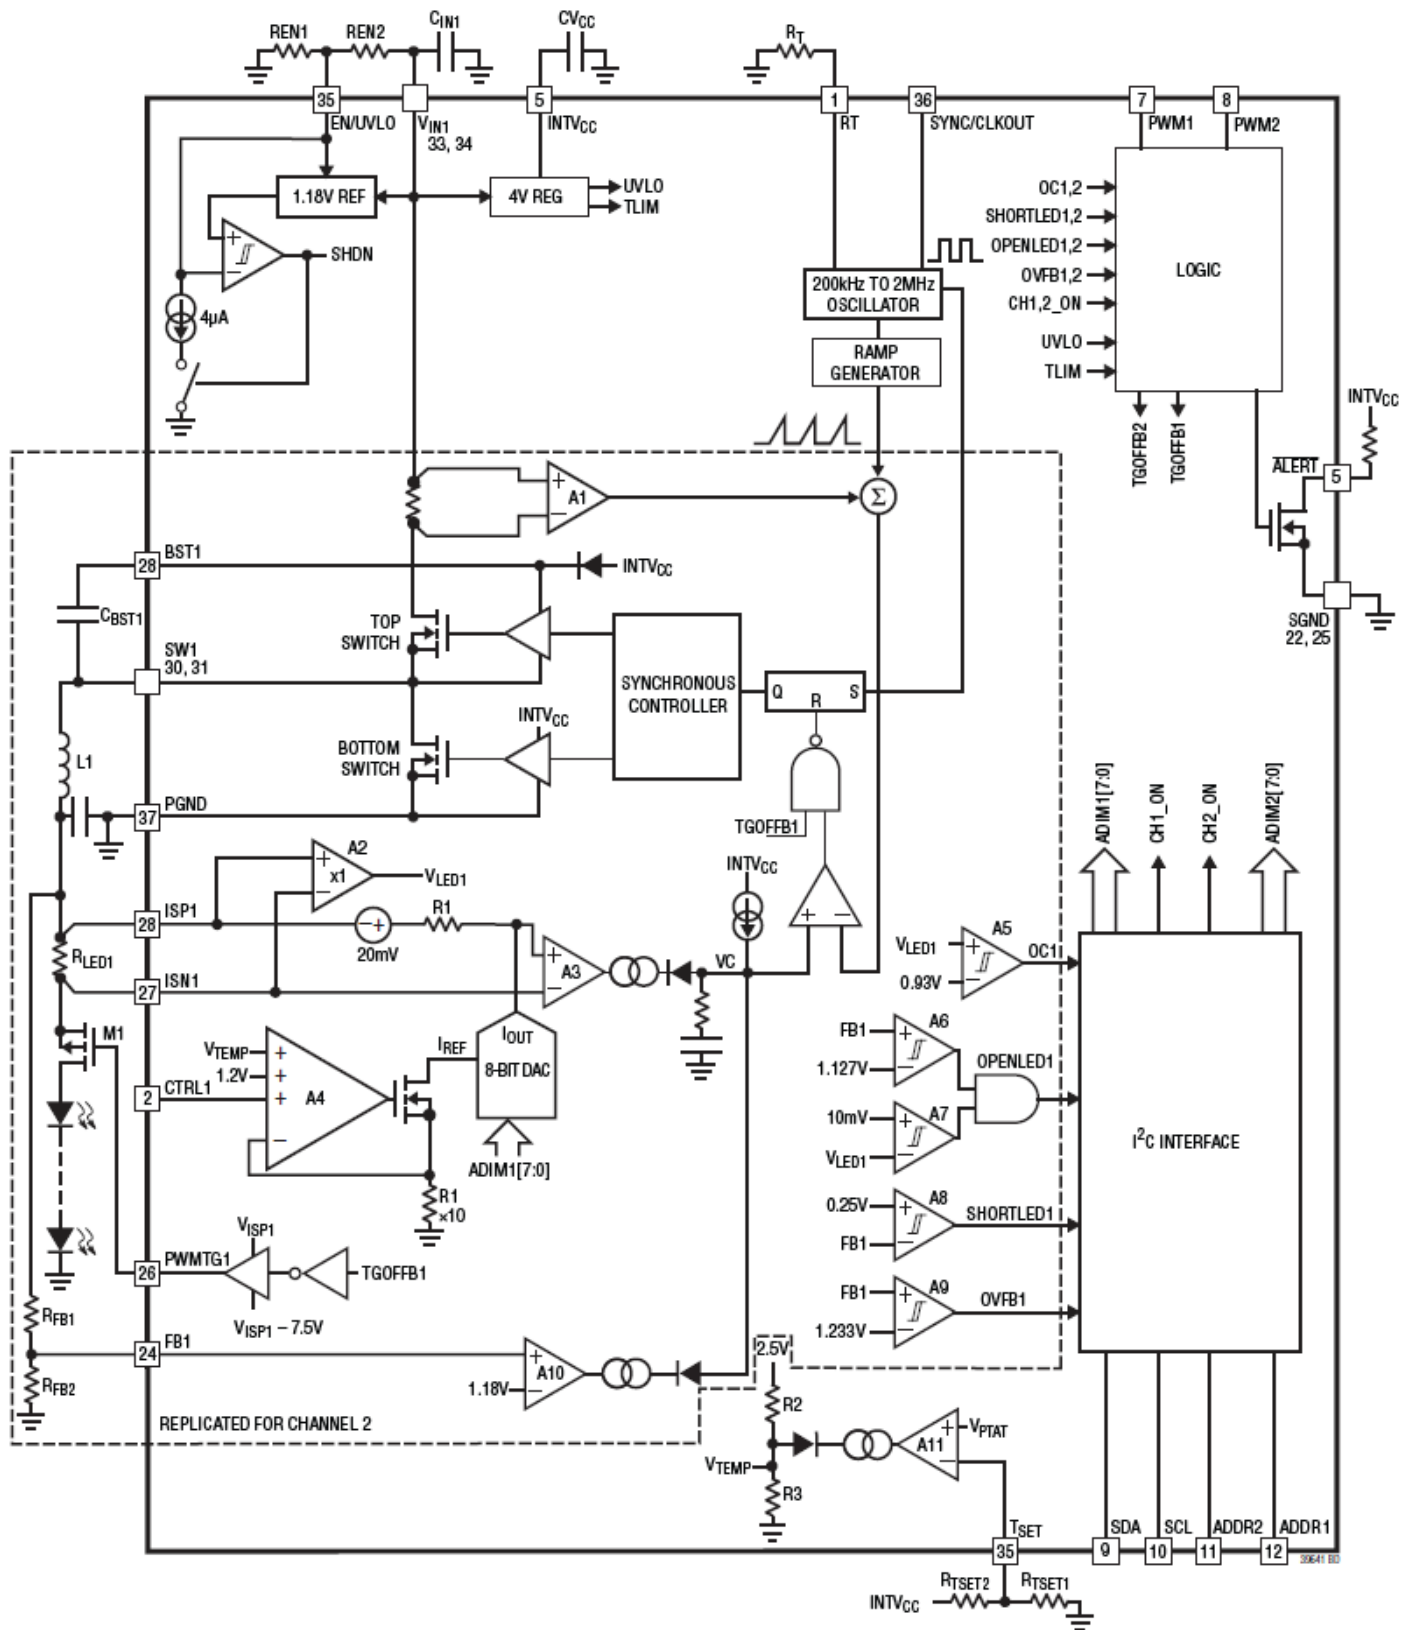 REN1
REN2
CIN1
CVCC
RT
35
5
1
36
7
8
EN/UVLO
VIN1
33, 34
INTVCC
RT
SYNC/CLKOUT
PWM1
PWM2
1.18V REF
4V REG
UVLO
TLIM
SHDN
4µA
200kHz TO 2MHz
OSCILLATOR
RAMP
GENERATOR
OC1,2
SHORTLED1,2
OPENLED1,2
OVFB1,2
CH1,2_ON
UVLO
TLIM
LOGIC
TGOFFB2
TGOFFB1
INTVCC
ALERT
5
SGND
22, 25
+
−
A1
Σ
BST1
28
INTVCC
CBST1
TOP
SWITCH
SW1
30, 31
SYNCHRONOUS
CONTROLLER
Q
R
S
INTVCC
BOTTOM
SWITCH
L1
PGND
37
TGOFFB1
A2
+
x1
−
VLED1
INTVCC
ISP1
28
−+
20mV
R1
RLED1
ISN1
27
+
A3
−
VC
+
−
M1
VTEMP
1.2V
CTRL1
2
+
+
+
−
A4
IREF
IOUT
8-BIT DAC
ADIM1[7:0]
R1
×10
VISP1
PWMTG1
26
TGOFFB1
VISP1 − 7.5V
RFB1
FB1
24
RFB2
1.18V
+
−
A10
REPLICATED FOR CHANNEL 2
VLED1
0.93V
+
−
A5
OC1
FB1
1.127V
+
−
A6
OPENLED1
10mV
VLED1
+
−
A7
0.25V
FB1
+
−
A8
SHORTLED1
FB1
1.233V
+
−
A9
OVFB1
ADIM1[7:0]
CH1_ON
CH2_ON
ADIM2[7:0]
I2C INTERFACE
2.5V
R2
VTEMP
R3
A11
+
−
VPTAT
TSET
35
SDA
9
SCL
10
ADDR2
11
ADDR1
12
39641 BD
INTVCC
RTSET2
RTSET1